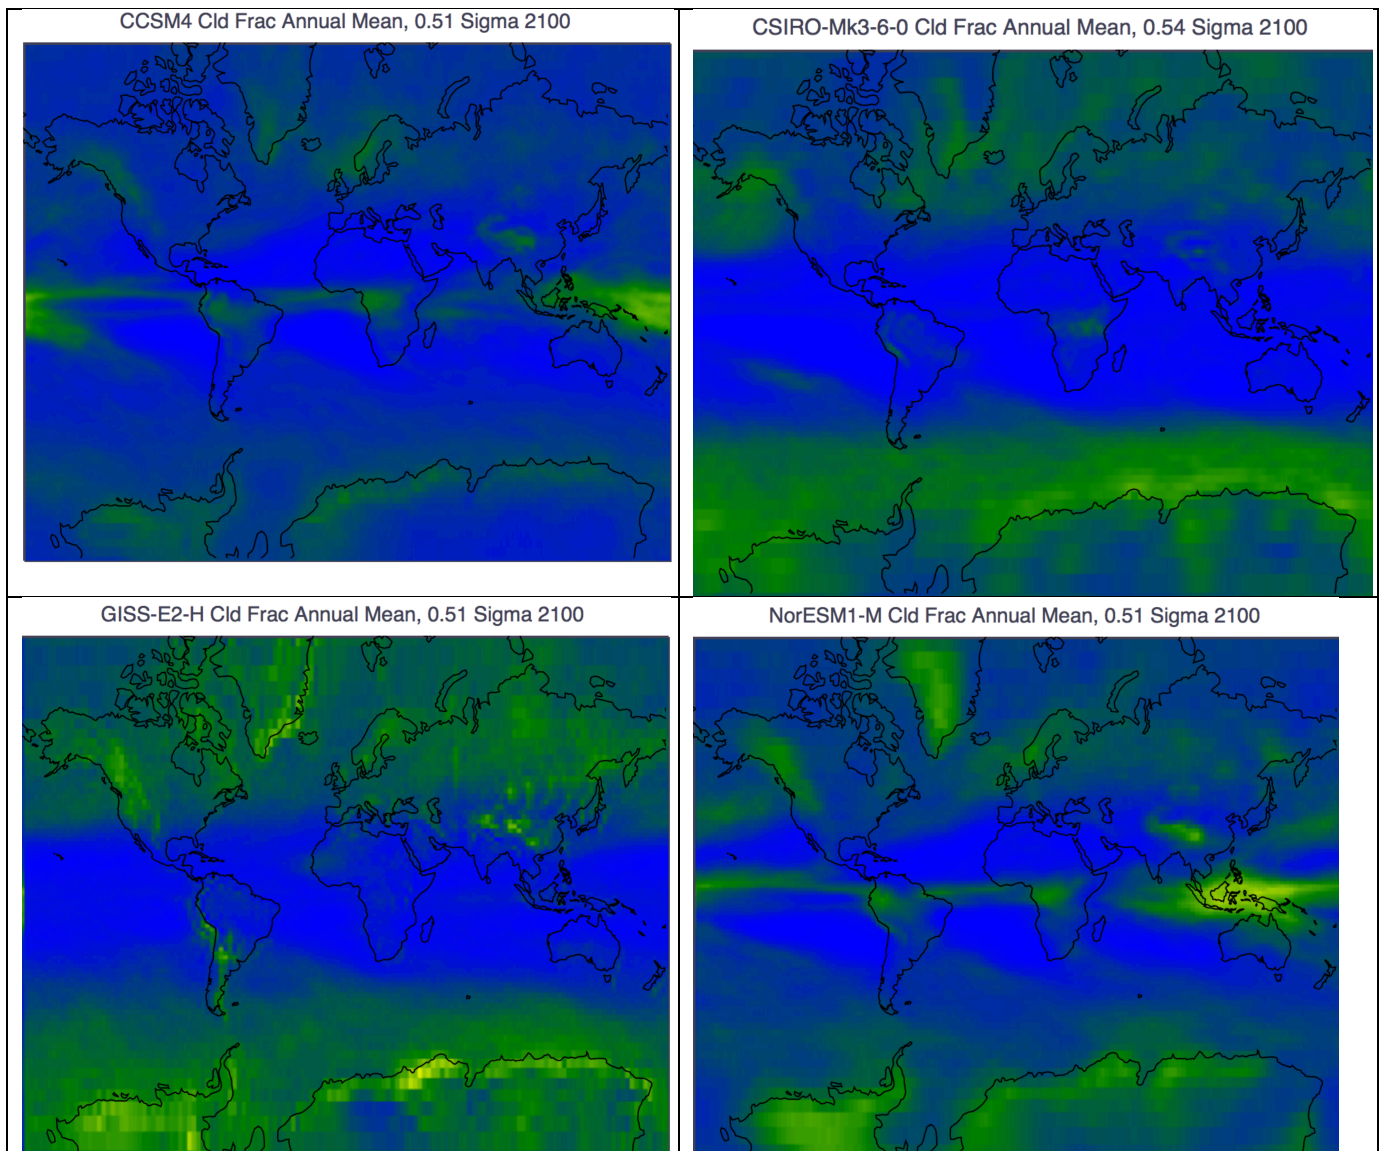 CCSM4 Cld Frac Annual Mean, 0.51 Sigma 2100
CSIRO-Mk3-6-0 Cld Frac Annual Mean, 0.54 Sigma 2100
GISS-E2-H Cld Frac Annual Mean, 0.51 Sigma 2100
NorESM1-M Cld Frac Annual Mean, 0.51 Sigma 2100